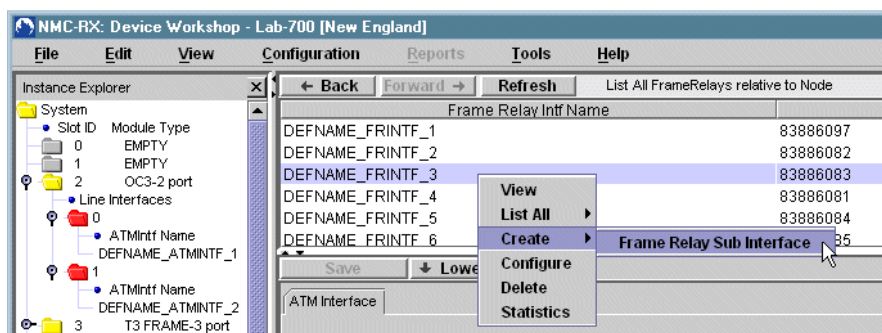 NMC-RX: Device Workshop - Lab-700 [New England]
File Edit View Configuration Reports Tools Help
Instance Explorer
← Back Forward → Refresh List All FrameRelays relative to Node
System
Slot ID Module Type
0 EMPTY
1 EMPTY
2 OC3-2 port
Line Interfaces
0
ATMIntf Name
DEFNAME_ATMINTF_1
1
ATMIntf Name
DEFNAME_ATMINTF_2
3 T3 FRAME-3 port
Frame Relay Intf Name
DEFNAME_FRINTF_1 83886097
DEFNAME_FRINTF_2 83886082
DEFNAME_FRINTF_3 83886083
DEFNAME_FRINTF_4 83886081
DEFNAME_FRINTF_5 83886084
DEFNAME_FRINTF_6 35
View
List All
Create
Configure
Delete
Statistics
Frame Relay Sub Interface
Save Lowe
ATM Interface